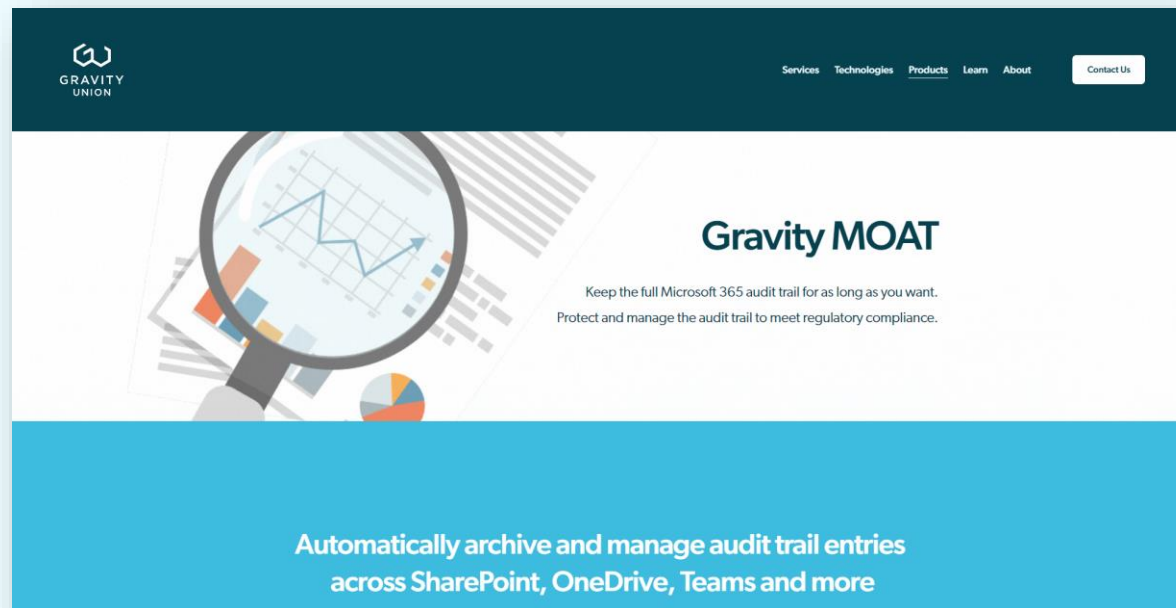 GRAVITY
UNION
Services Technologies Products Learn About Contact Us
Gravity MOAT
Keep the full Microsoft 365 audit trail for as long as you want.
Protect and manage the audit trail to meet regulatory compliance.
Automatically archive and manage audit trail entries
across SharePoint, OneDrive, Teams and more